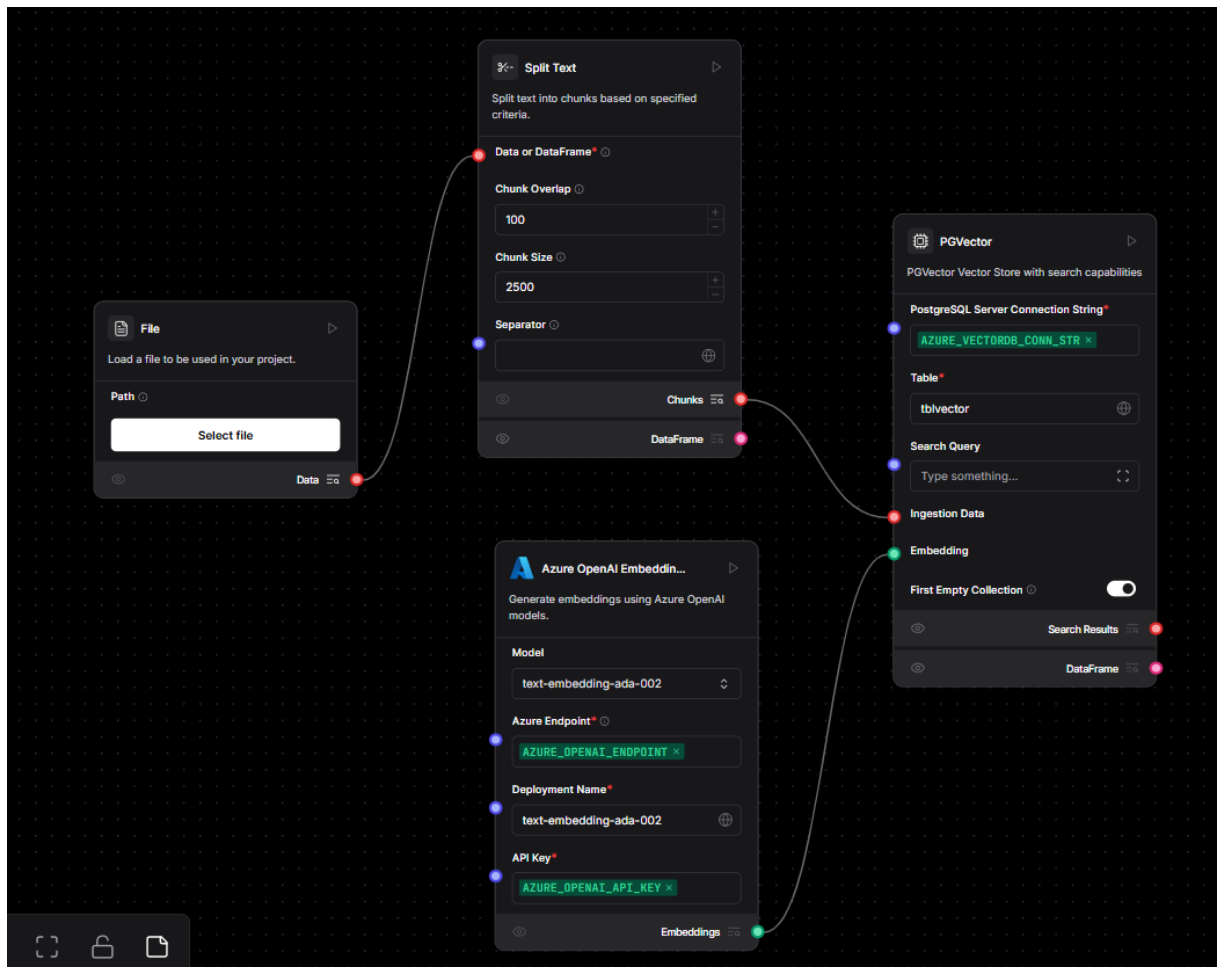 File
Load a file to be used in your project.
Path
Select file
Data
Split Text
Split text into chunks based on specified
criteria.
Data or DataFrame*
Chunk Overlap
100
Chunk Size
2500
Separator
Chunks
DataFrame
Azure OpenAI Embeddin...
Generate embeddings using Azure OpenAI
models.
Model
text-embedding-ada-002
Azure Endpoint*
AZURE_OPENAI_ENDPOINT ×
Deployment Name*
text-embedding-ada-002
API Key*
AZURE_OPENAI_API_KEY ×
Embeddings
PGVector
PGVector Vector Store with search capabilities
PostgreSQL Server Connection String*
AZURE_VECTORDB_CONN_STR ×
Table*
tblvector
Search Query
Type something...
Ingestion Data
Embedding
First Empty Collection
Search Results
DataFrame